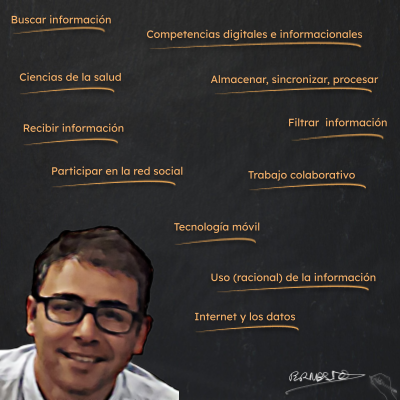 Buscar información
Competencias digitales e informacionales
Ciencias de la salud
Almacenar, sincronizar, procesar
Filtrar información
Recibir información
Participar en la red social
Trabajo colaborativo
Tecnología móvil
Uso (racional) de la información
Internet y los datos